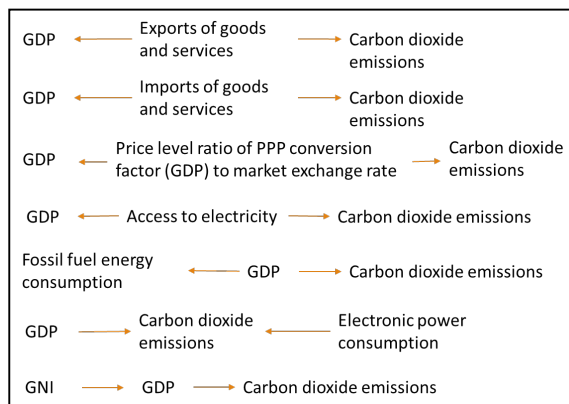 GDP Exports of goods and services Carbon dioxide emissions
GDP Imports of goods and services Carbon dioxide emissions
GDP Price level ratio of PPP conversion factor (GDP) to market exchange rate Carbon dioxide emissions
GDP Access to electricity Carbon dioxide emissions
Fossil fuel energy consumption GDP Carbon dioxide emissions
GDP Carbon dioxide emissions Electronic power consumption
GNI GDP Carbon dioxide emissions